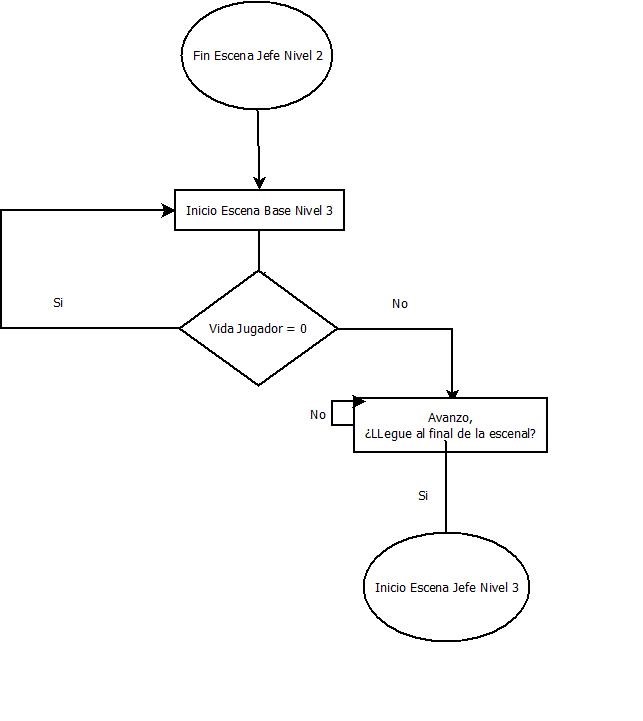 Fin Escena Jefe Nivel 2
Inicio Escena Base Nivel 3
Si
No
Vida Jugador = 0
No
Avanzo,
¿LLegue al final de la escenal?
Si
Inicio Escena Jefe Nivel 3